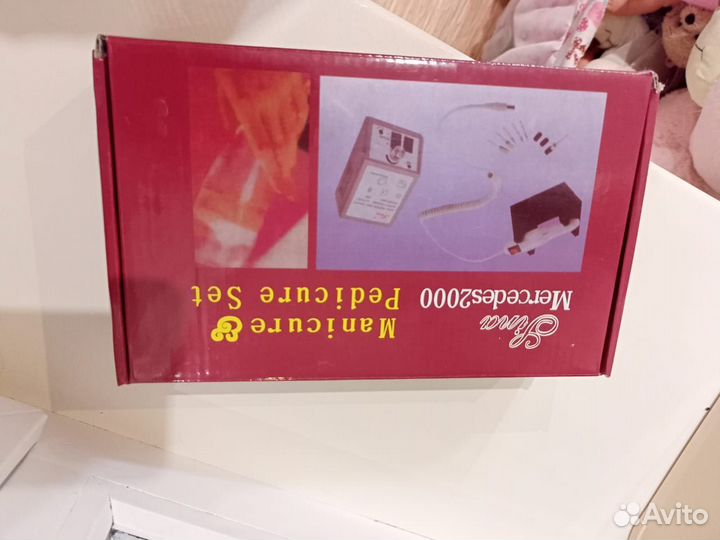 Lina
Mercedes2000
Manicure &
Pedicure Set
Avito